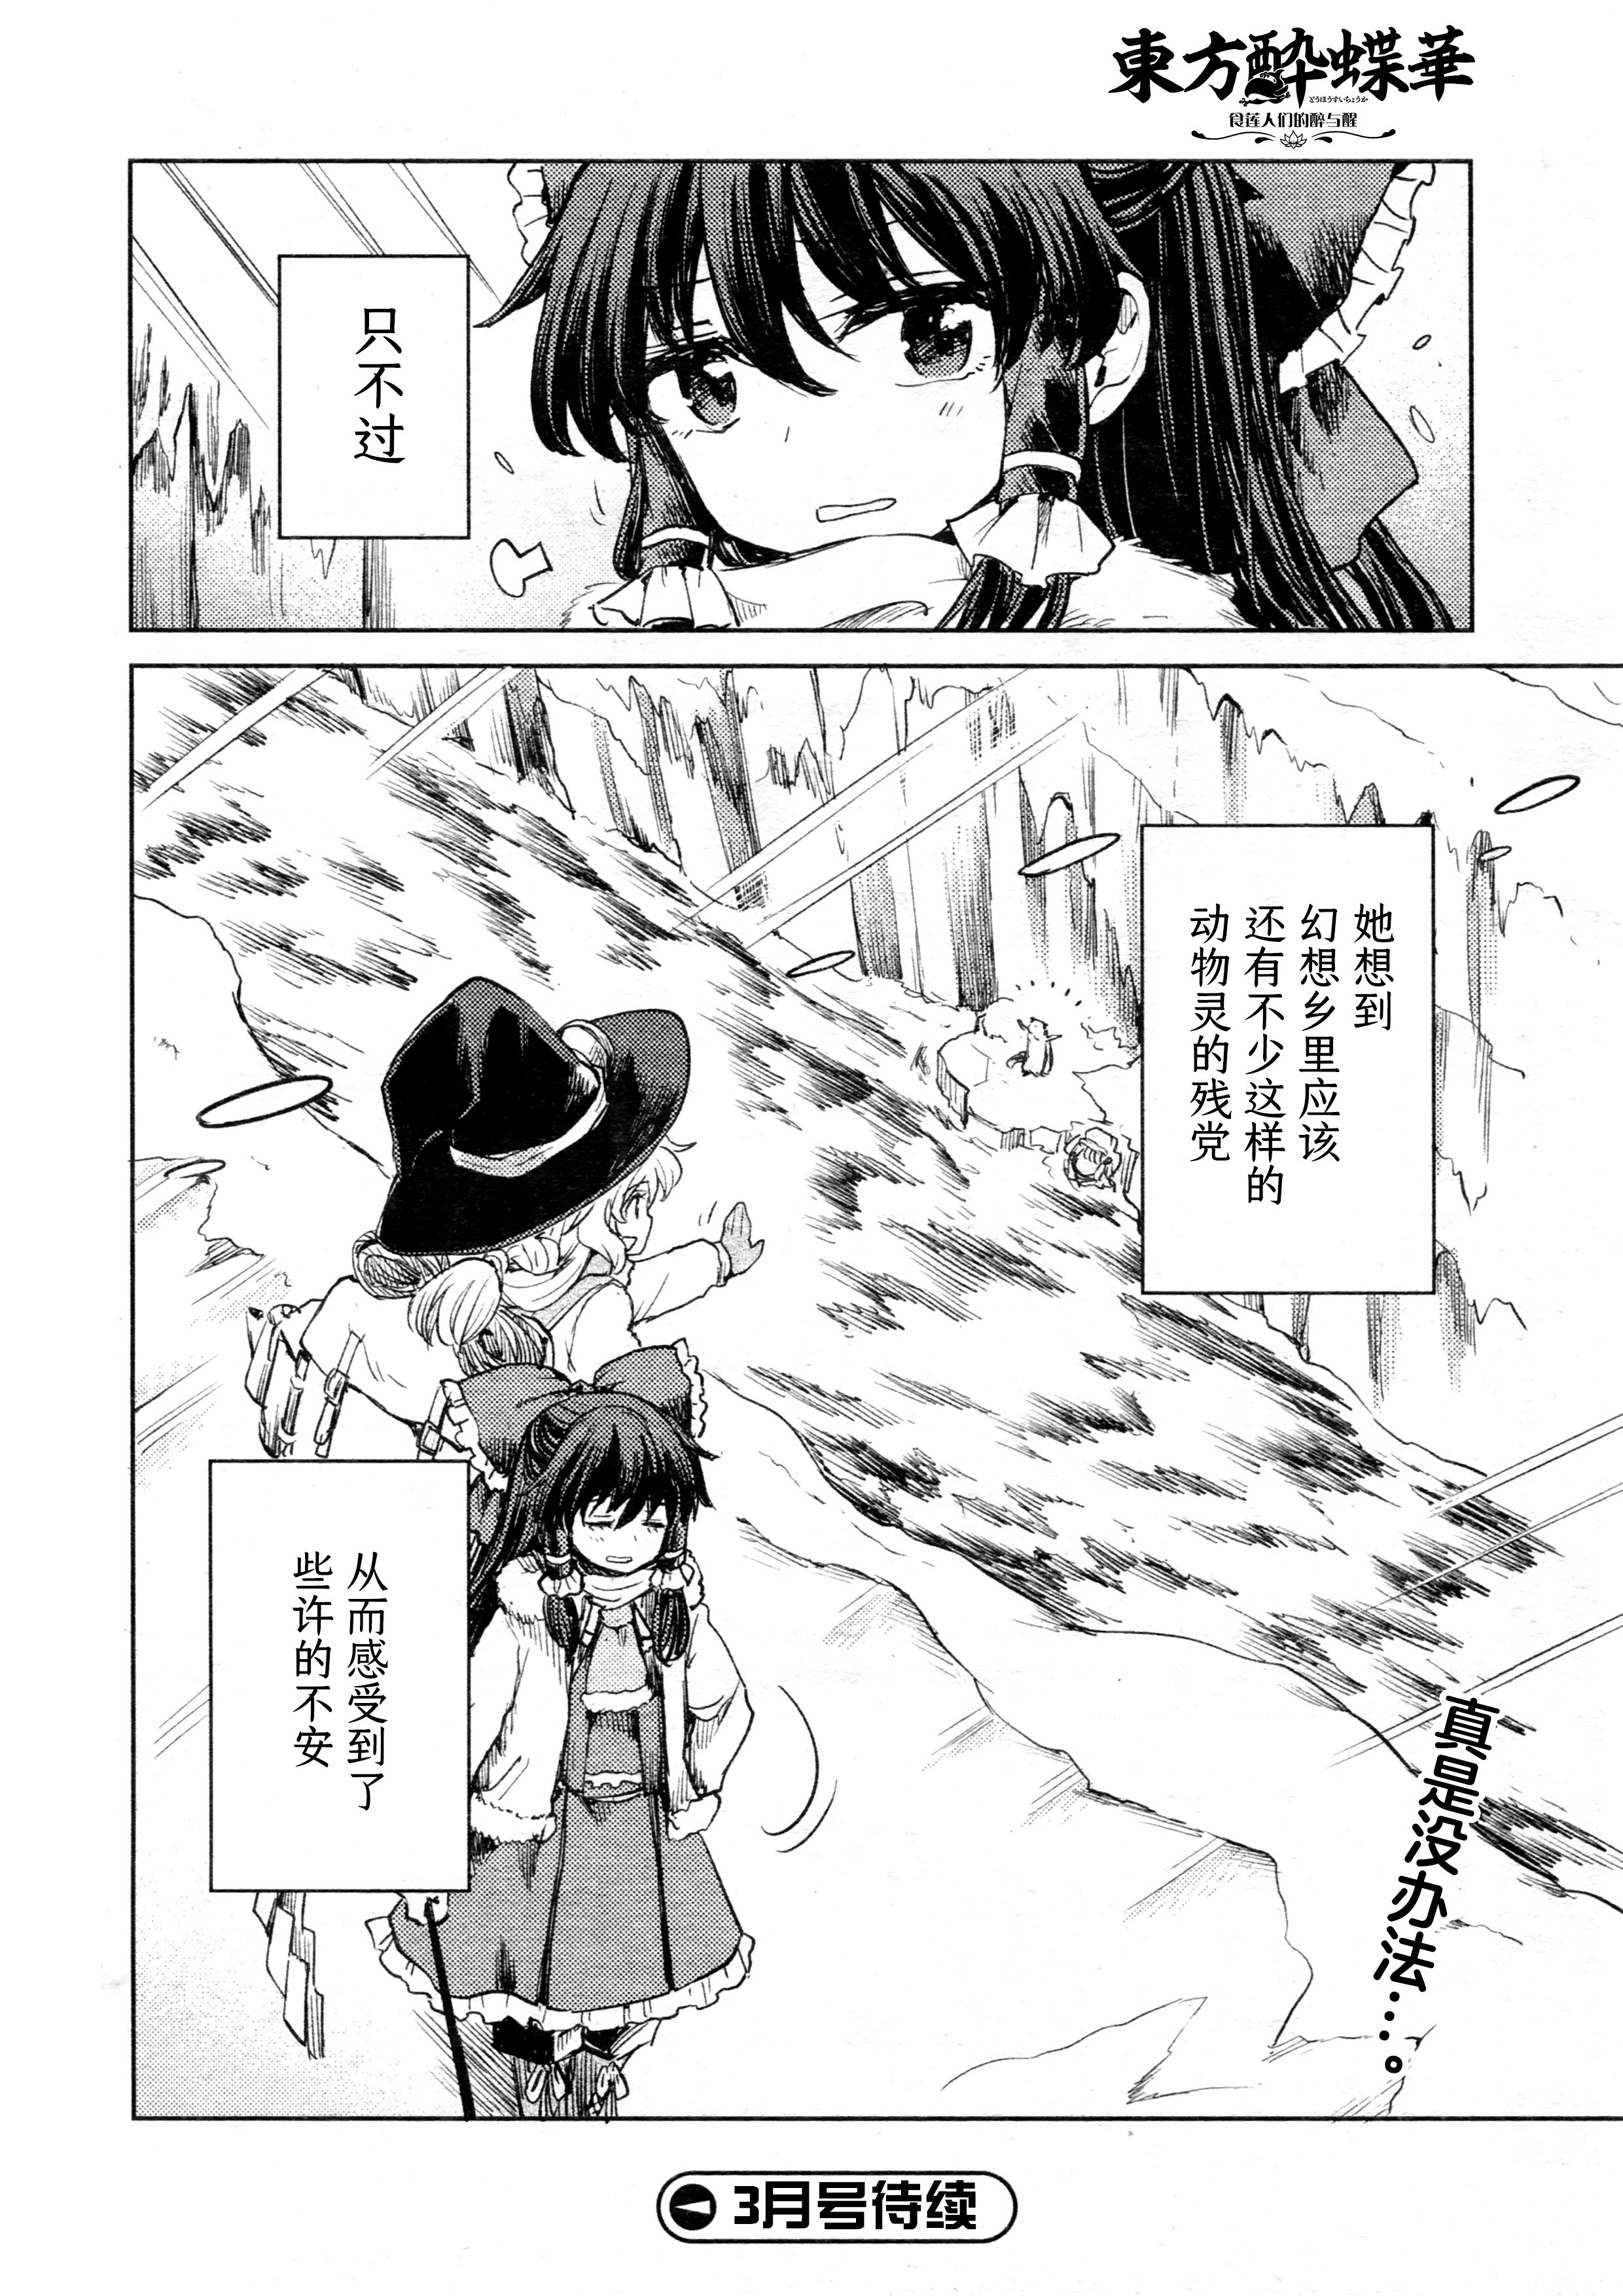 東方酔蝶華
とうほうすいちょうか
食莲人们的醉与醒
只不过
她想到
幻想乡里应该
还有不少这样的
动物灵的残党
真是没办法…。
从而感受到了
些许的不安
3月号待续